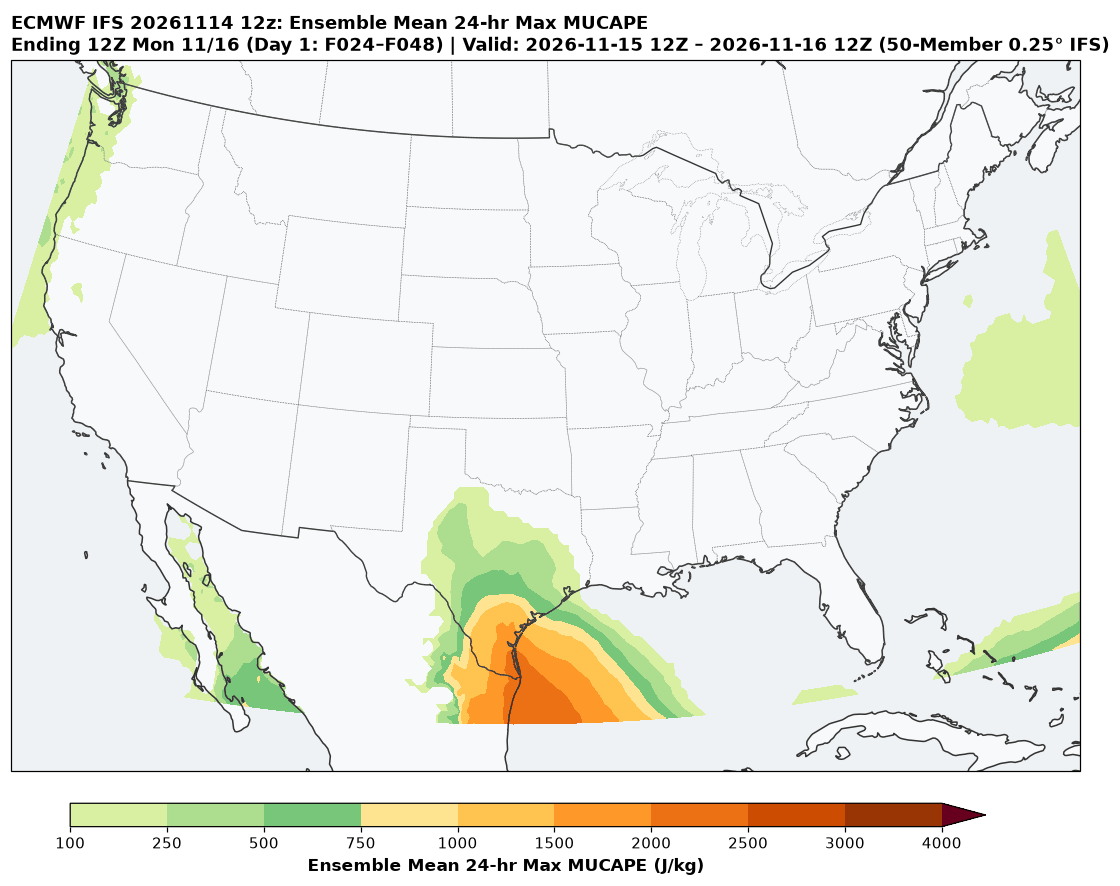 ECMWF IFS 20261114 12z: Ensemble Mean 24-hr Max MUCAPE
Ending 12Z Mon 11/16 (Day 1: F024–F048) | Valid: 2026-11-15 12Z – 2026-11-16 12Z (50-Member 0.25° IFS)
100 250 500 750 1000 1500 2000 2500 3000 4000
Ensemble Mean 24-hr Max MUCAPE (J/kg)